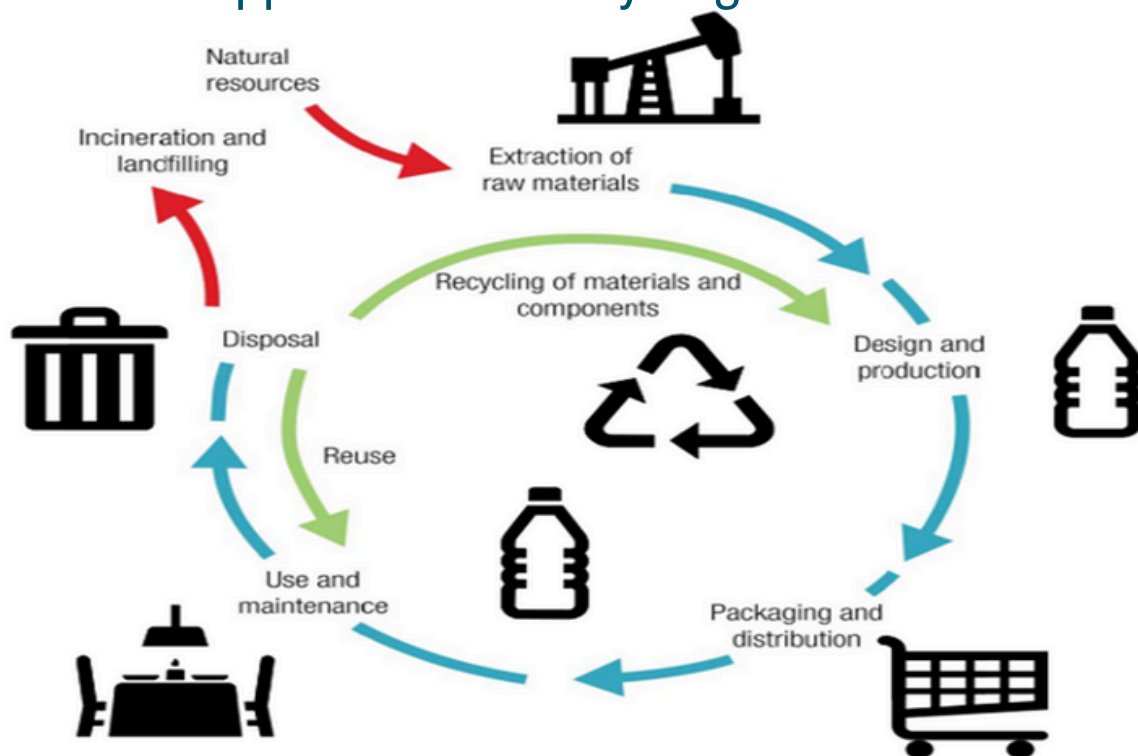 Natural
resources
Incineration and
landfilling
Extraction of
raw materials
Recycling of materials and
components
Disposal
Design and
production
Reuse
Use and
maintenance
Packaging and
distribution